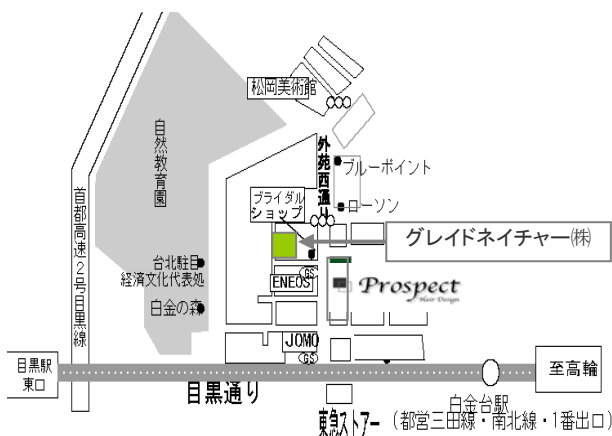 松岡美術館
自然教育園
外苑西通り
ブルーポイント
ブライダル
ショップ
ローソン
首都高速2号目黒線
グレイドネイチャー㈱
台北駐日
経済文化代表処
GS
ENEOS
Prospect
Hair Design
白金の森
JOMO
GS
目黒駅
東口
至高輪
目黒通り
白金台駅
東急ストアー
(都営三田線・南北線・1番出口)